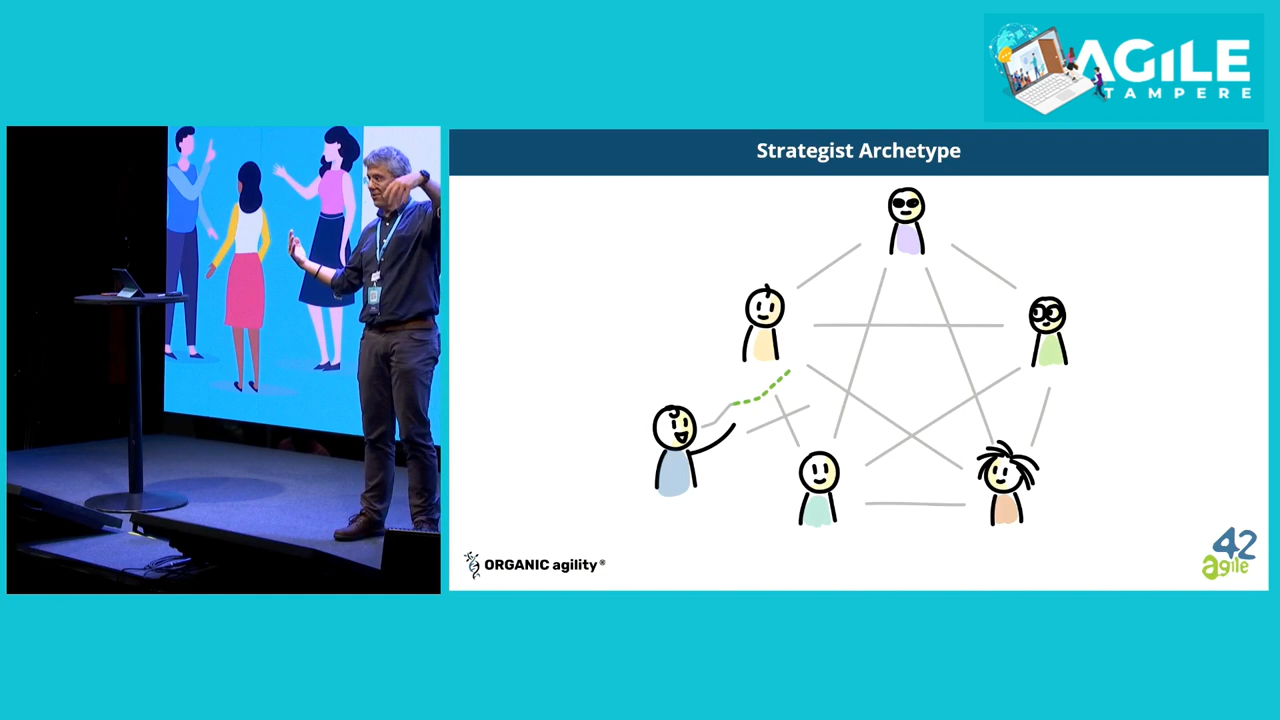 AGILE
TAMPERE
Strategist Archetype
ORGANIC agility®
42
agile